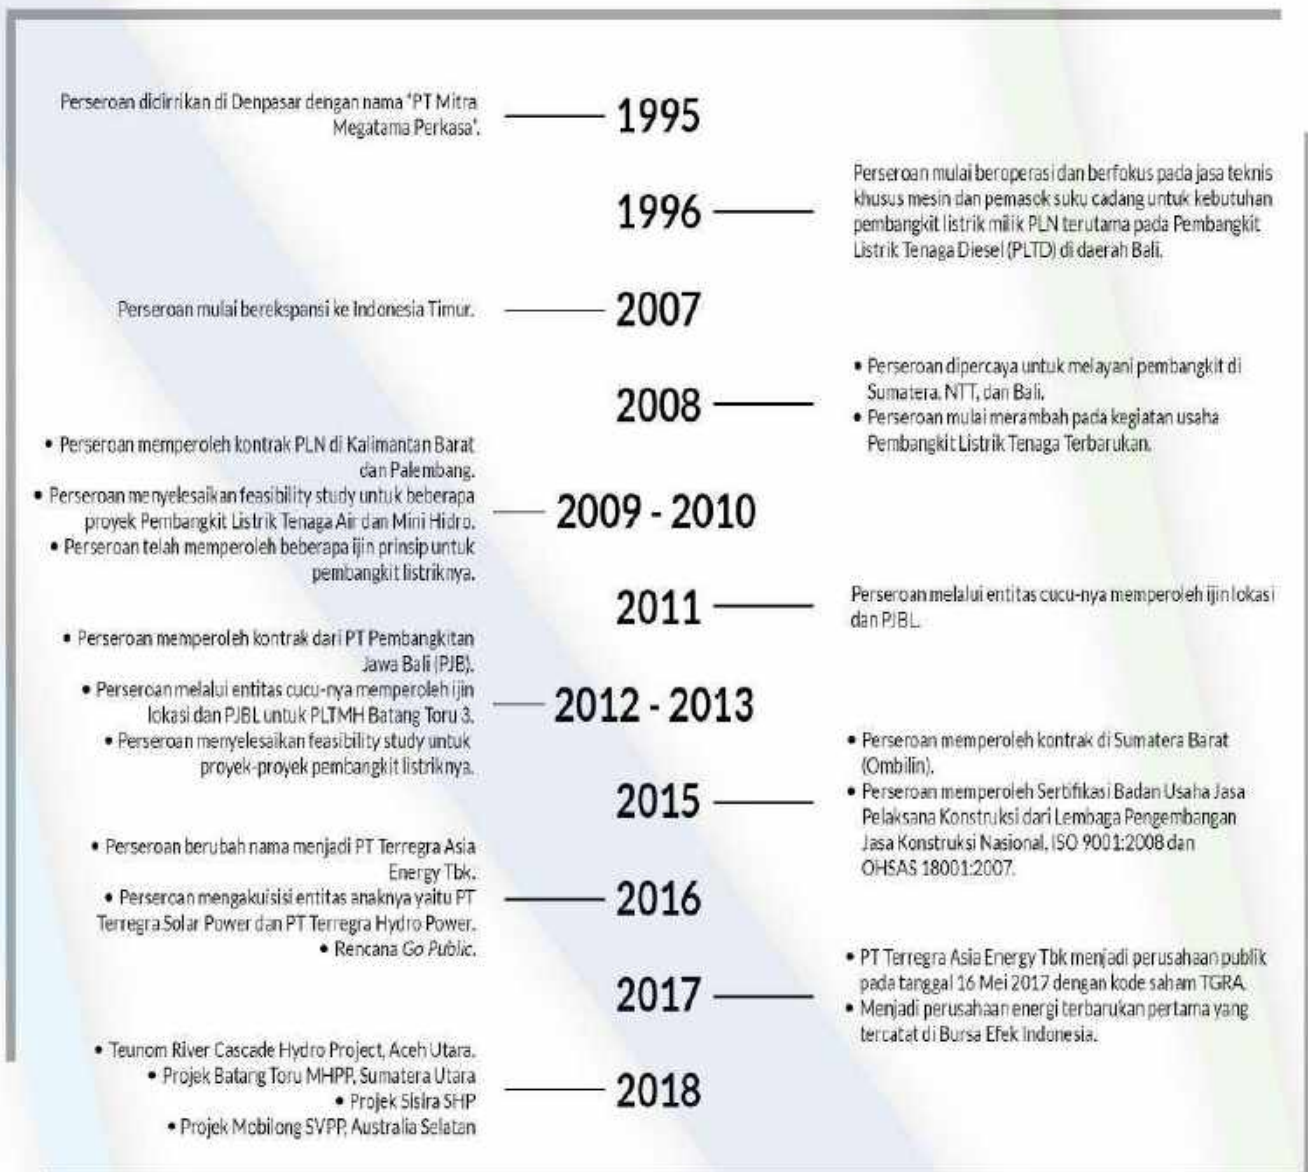 Perseroan didirrikan di Denpasar dengan nama "PT Mitra
Megatama Perkasa".
1995
1996
Perseroan mulai beroperasi dan berfokus pada jasa teknis
khusus mesin dan pemasok suku cadang untuk kebutuhan
pembangkit listrik milik PLN terutama pada Pembangkit
Listrik Tenaga Diesel (PLTD) di daerah Bali.
Perseroan mulai berekspansi ke Indonesia Timur.
2007
2008
• Perseroan dipercaya untuk melayani pembangkit di
Sumatera, NTT, dan Bali.
• Perseroan mulai merambah pada kegiatan usaha
Pembangkit Listrik Tenaga Terbarukan.
• Perseroan memperoleh kontrak PLN di Kalimantan Barat
dan Palembang.
• Perseroan menyelesaikan feasibility study untuk beberapa
proyek Pembangkit Listrik Tenaga Air dan Mini Hidro.
• Perseroan telah memperoleh beberapa ijin prinsip untuk
pembangkit listriknya.
2009 - 2010
2011
Perseroan melalui entitas cucu-nya memperoleh ijin lokasi
dan PJBL.
• Perseroan memperoleh kontrak dari PT Pembangkitan
Jawa Bali (PJB).
• Perseroan melalui entitas cucu-nya memperoleh ijin
lokasi dan PJBL untuk PLTMH Batang Toru 3.
• Perseroan menyelesaikan feasibility study untuk
proyek-proyek pembangkit listriknya.
2012 - 2013
2015
• Perseroan memperoleh kontrak di Sumatera Barat
(Ombilin).
• Perseroan memperoleh Sertifikasi Badan Usaha Jasa
Pelaksana Konstruksi dari Lembaga Pengembangan
Jasa Konstruksi Nasional, ISO 9001:2008 dan
OHSAS 18001:2007.
• Perseroan berubah nama menjadi PT Terregra Asia
Energy Tbk.
• Perseroan mengakuisisi entitas anaknya yaitu PT
Terregra Solar Power dan PT Terregra Hydro Power.
• Rencana Go Public.
2016
2017
• PT Terregra Asia Energy Tbk menjadi perusahaan publik
pada tanggal 16 Mei 2017 dengan kode saham TGRA.
• Menjadi perusahaan energi terbarukan pertama yang
tercatat di Bursa Efek Indonesia.
• Teunom River Cascade Hydro Project, Aceh Utara.
• Projek Batang Toru MHPP, Sumatera Utara
• Projek Sisira SHP
• Projek Mobilong SVPP, Australia Selatan
2018